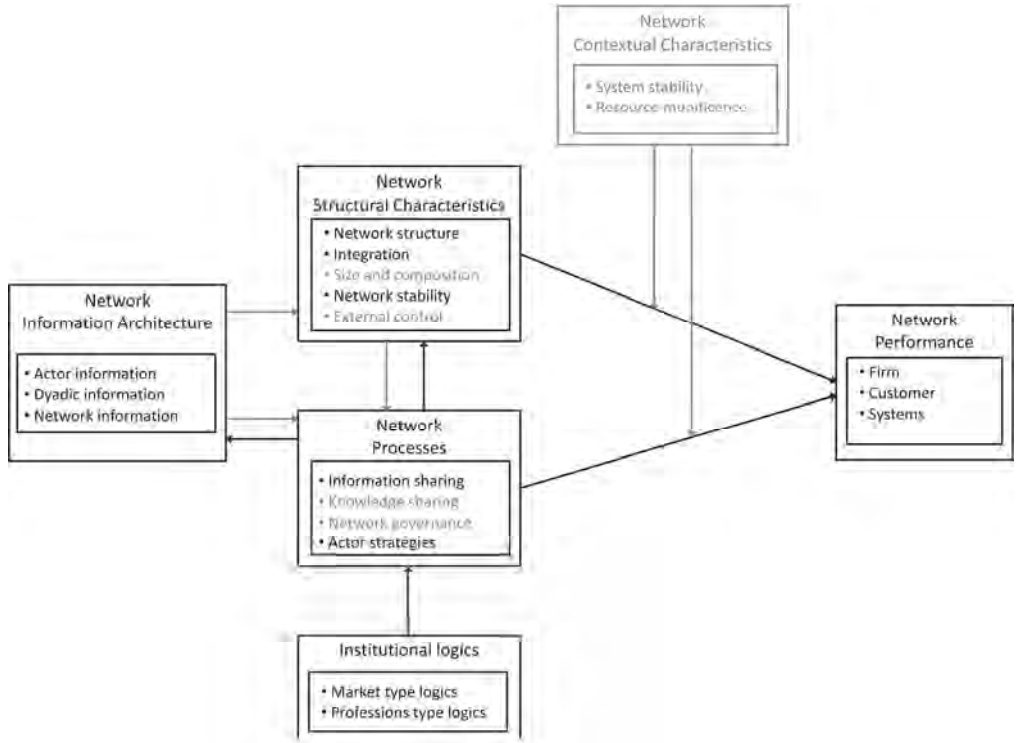 Network
Contextual Characteristics
• System stability
• Resource munificence
Network
Structural Characteristics
• Network structure
• Integration
• Size and composition
• Network stability
• External control
Network
Information Architecture
• Actor information
• Dyadic information
• Network information
Network
Performance
• Firm
• Customer
• Systems
Network
Processes
• Information sharing
• Knowledge sharing
• Network governance
• Actor strategies
Institutional logics
• Market type logics
• Professions type logics